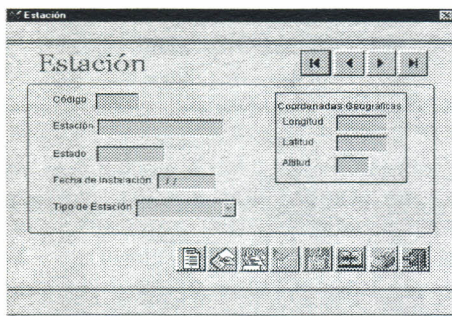 Estación
Estación
Código
Estación
Estado
Fecha de Instalación / /
Tipo de Estación
Coordenadas Geográficas
Longitud
Latitud
Altitud